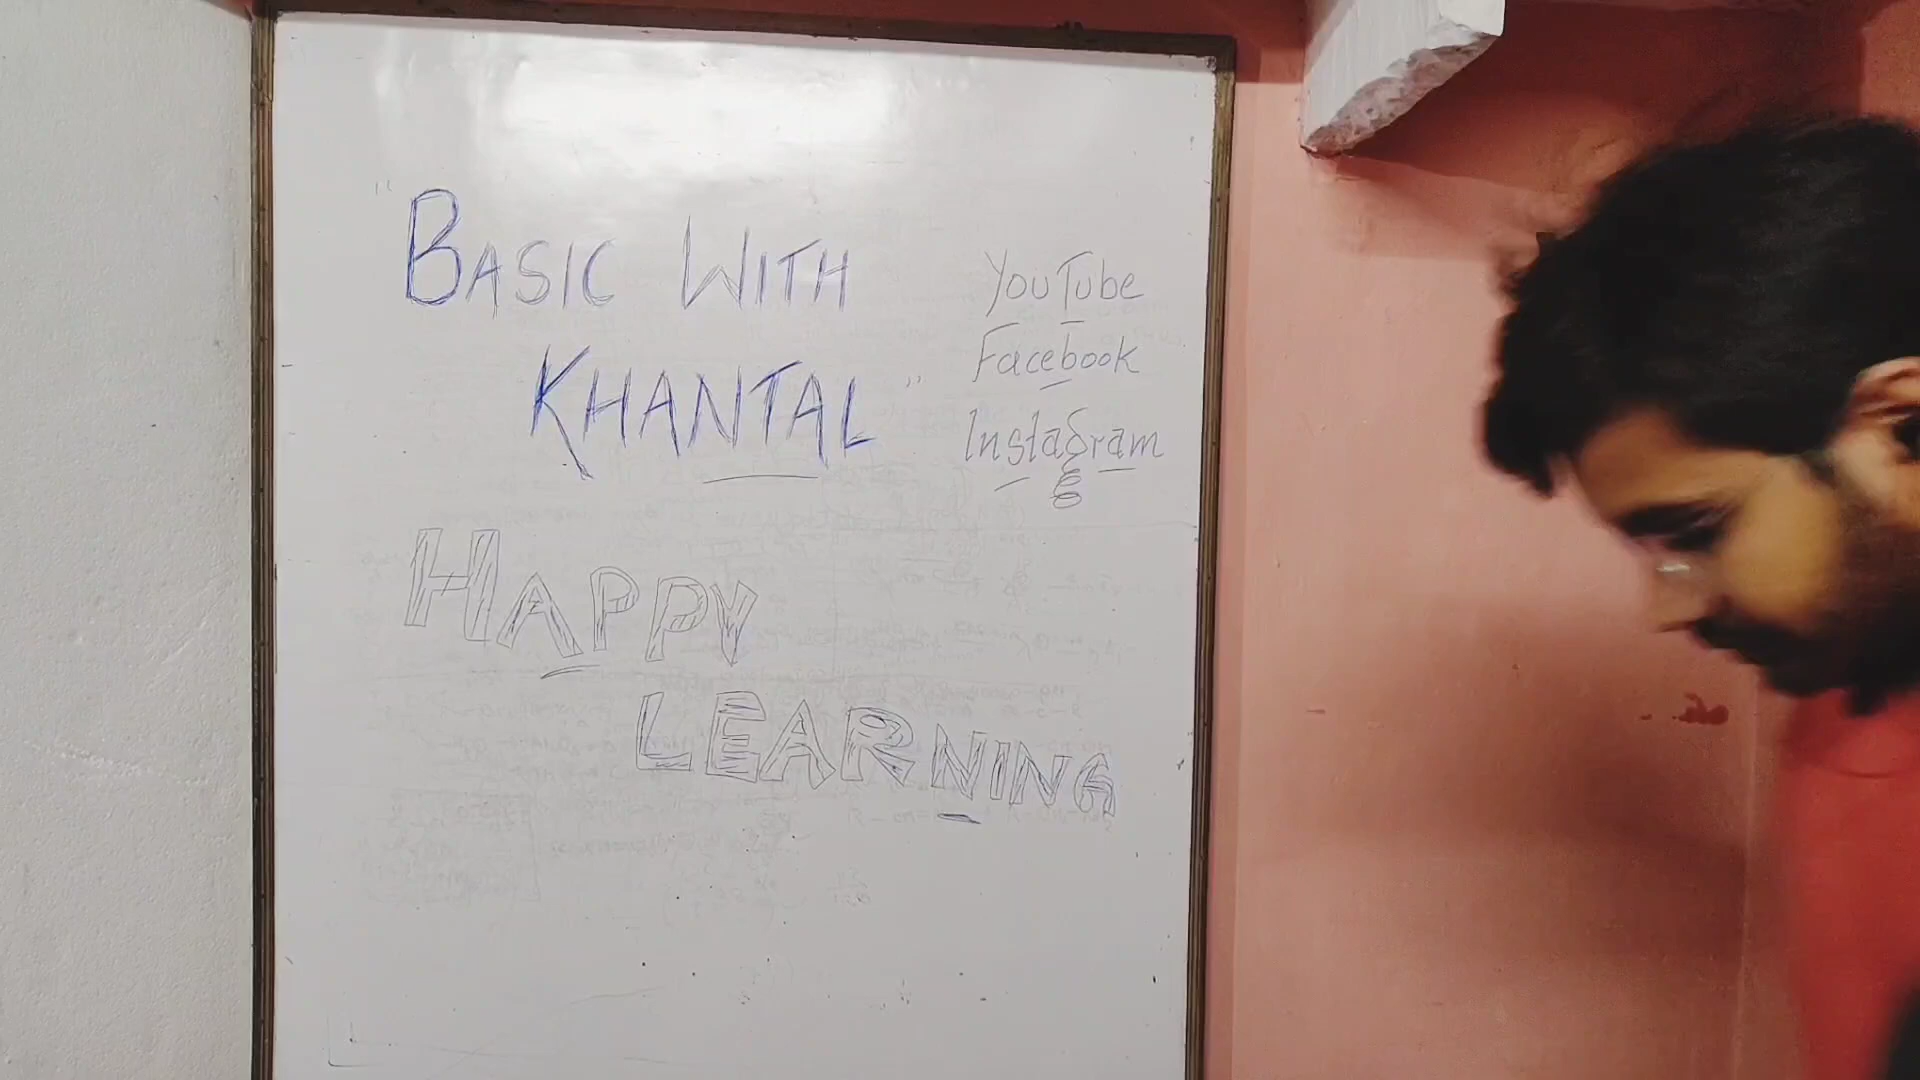 "BASIC WITH
KHANTAL"
YouTube
Facebook
Instagram
HAPPY
LEARNING